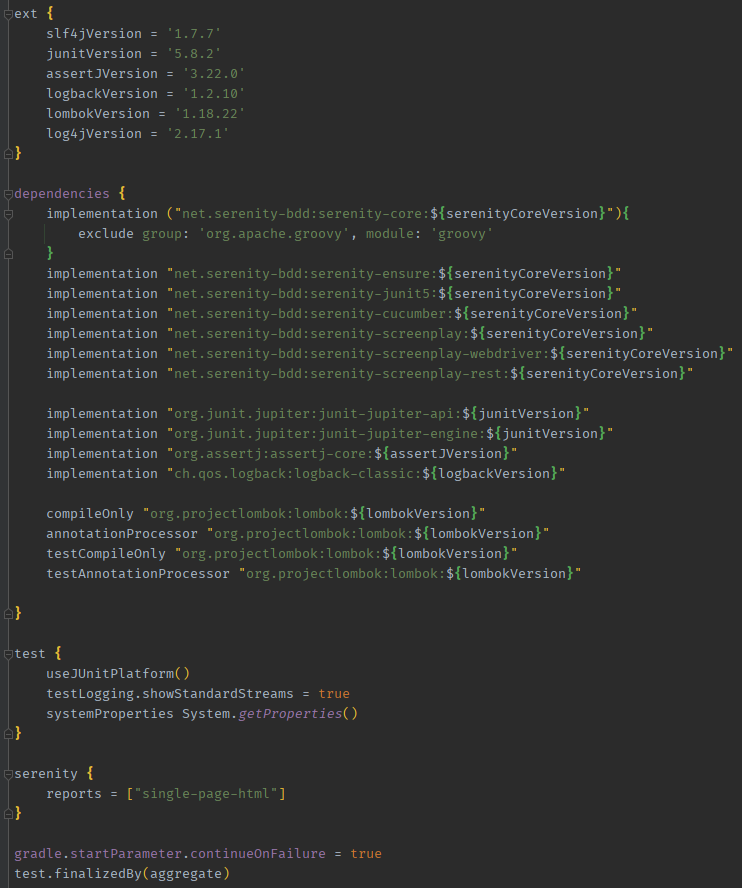 ext {
    slf4jVersion = '1.7.7'
    junitVersion = '5.8.2'
    assertJVersion = '3.22.0'
    logbackVersion = '1.2.10'
    lombokVersion = '1.18.22'
    log4jVersion = '2.17.1'
}

dependencies {
    implementation ("net.serenity-bdd:serenity-core:${serenityCoreVersion}"){
        exclude group: 'org.apache.groovy', module: 'groovy'
    }
    implementation "net.serenity-bdd:serenity-ensure:${serenityCoreVersion}"
    implementation "net.serenity-bdd:serenity-junit5:${serenityCoreVersion}"
    implementation "net.serenity-bdd:serenity-cucumber:${serenityCoreVersion}"
    implementation "net.serenity-bdd:serenity-screenplay:${serenityCoreVersion}"
    implementation "net.serenity-bdd:serenity-screenplay-webdriver:${serenityCoreVersion}"
    implementation "net.serenity-bdd:serenity-screenplay-rest:${serenityCoreVersion}"

    implementation "org.junit.jupiter:junit-jupiter-api:${junitVersion}"
    implementation "org.junit.jupiter:junit-jupiter-engine:${junitVersion}"
    implementation "org.assertj:assertj-core:${assertJVersion}"
    implementation "ch.qos.logback:logback-classic:${logbackVersion}"

    compileOnly "org.projectlombok:lombok:${lombokVersion}"
    annotationProcessor "org.projectlombok:lombok:${lombokVersion}"
    testCompileOnly "org.projectlombok:lombok:${lombokVersion}"
    testAnnotationProcessor "org.projectlombok:lombok:${lombokVersion}"

}

test {
    useJUnitPlatform()
    testLogging.showStandardStreams = true
    systemProperties System.getProperties()
}

serenity {
    reports = ["single-page-html"]
}

gradle.startParameter.continueOnFailure = true
test.finalizedBy(aggregate)